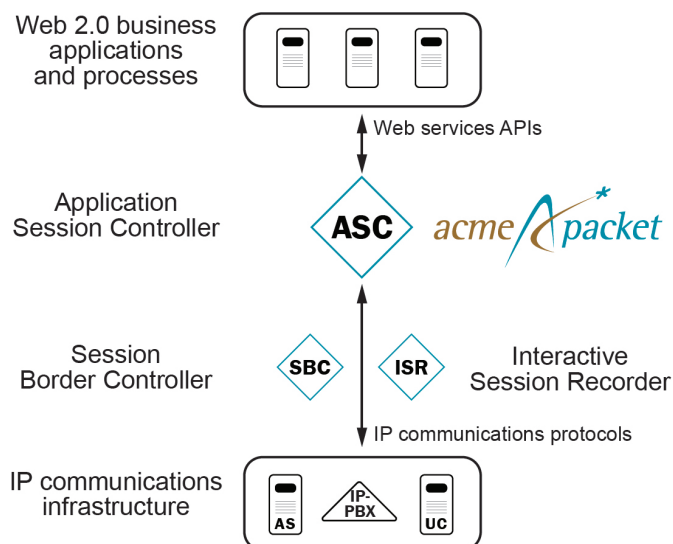 Web 2.0 business
applications
and processes
Web services APIs
Application
Session Controller
ASC
acme packet
Session
Border Controller
SBC
ISR
Interactive
Session Recorder
IP communications protocols
IP communications
infrastructure
AS
IP-
PBX
UC